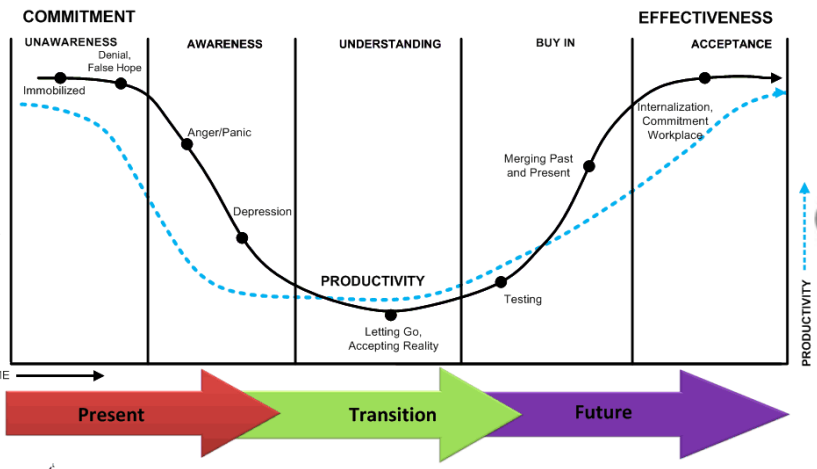 COMMITMENT
EFFECTIVENESS
UNAWARENESS
AWARENESS
UNDERSTANDING
BUY IN
ACCEPTANCE
Denial,
False Hope
Immobilized
Anger/Panic
Depression
PRODUCTIVITY
Letting Go,
Accepting Reality
Testing
Merging Past
and Present
Internalization,
Commitment
Workplace
PRODUCTIVITY
Present
Transition
Future